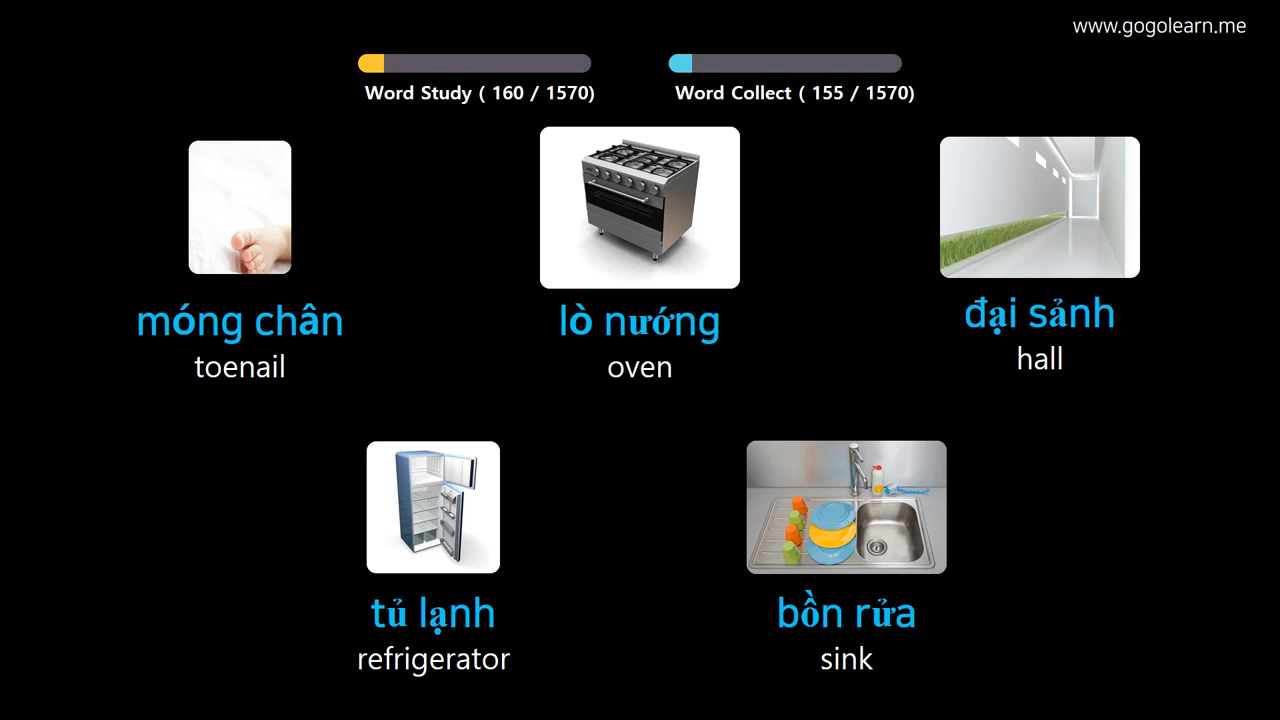 www.gogolearn.me
Word Study ( 160 / 1570)
Word Collect ( 155 / 1570)
móng chân
toenail
lò nướng
oven
đại sảnh
hall
tủ lạnh
refrigerator
bồn rửa
sink